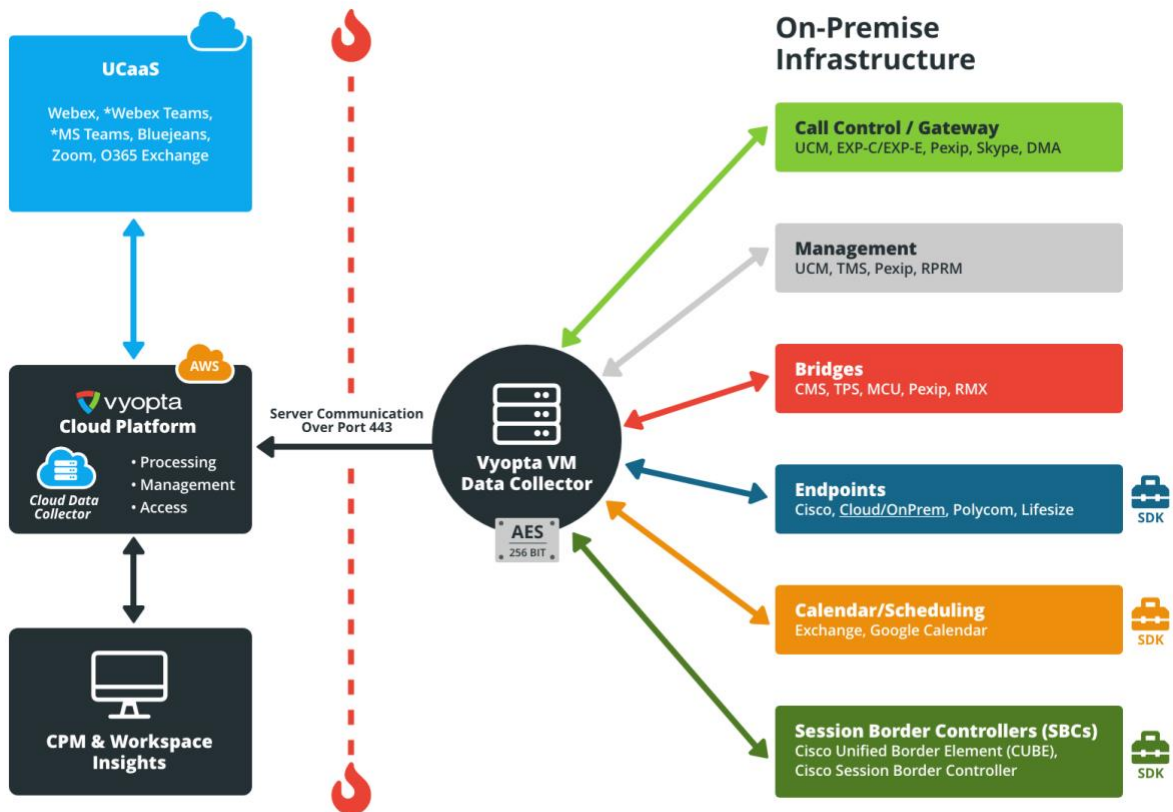 UCaaS
Webex, *Webex Teams,
*MS Teams, Bluejeans,
Zoom, O365 Exchange
AWS
vyopta
Cloud Platform
Cloud Data
Collector
• Processing
• Management
• Access
CPM & Workspace
Insights
Server Communication
Over Port 443
Vyopta VM
Data Collector
AES
256 BIT
On-Premise
Infrastructure
Call Control / Gateway
UCM, EXP-C/EXP-E, Pexip, Skype, DMA
Management
UCM, TMS, Pexip, RPRM
Bridges
CMS, TPS, MCU, Pexip, RMX
Endpoints
Cisco, Cloud/OnPrem, Polycom, Lifesize
SDK
Calendar/Scheduling
Exchange, Google Calendar
SDK
Session Border Controllers (SBCs)
Cisco Unified Border Element (CUBE),
Cisco Session Border Controller
SDK